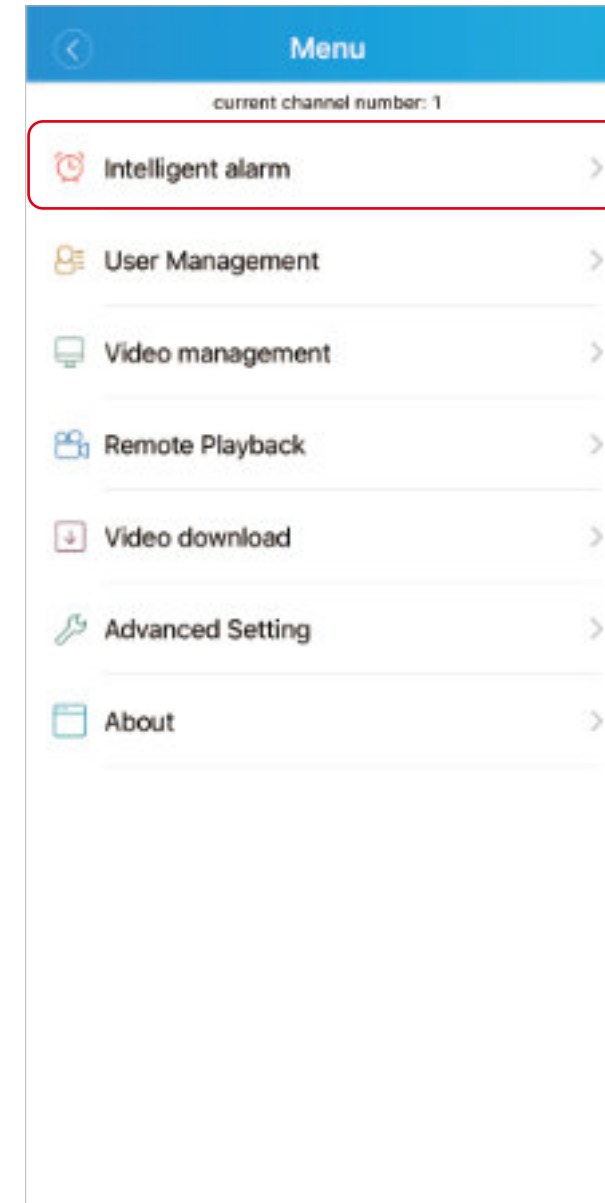 Menu
current channel number: 1
Intelligent alarm
User Management
Video management
Remote Playback
Video download
Advanced Setting
About